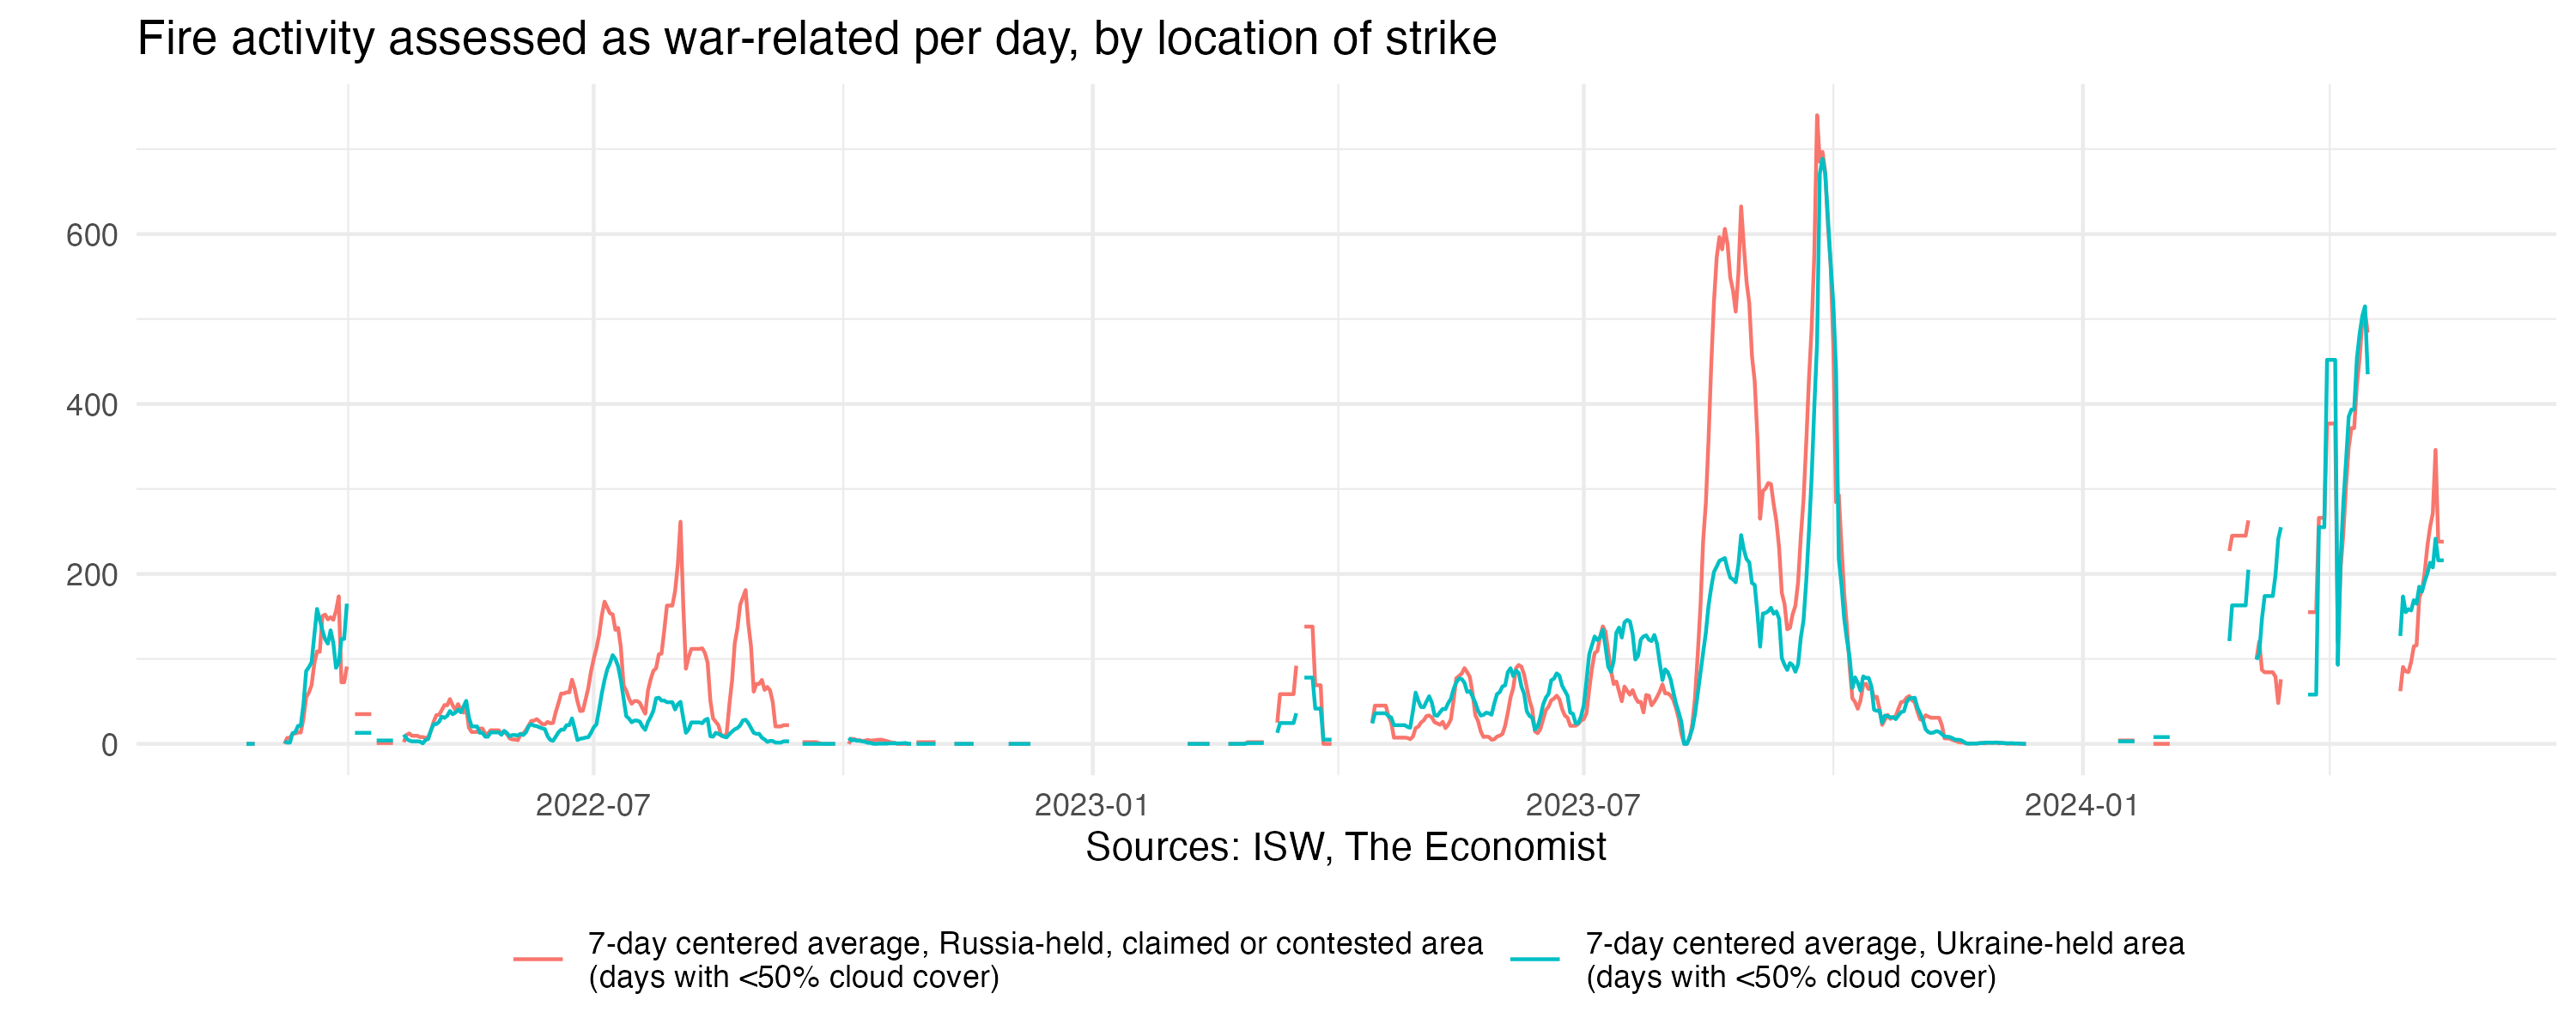 Fire activity assessed as war-related per day, by location of strike
600
400
200
0
2022-07
2023-01
2023-07
2024-01
Sources: ISW, The Economist
7-day centered average, Russia-held, claimed or contested area
(days with <50% cloud cover)
7-day centered average, Ukraine-held area
(days with <50% cloud cover)